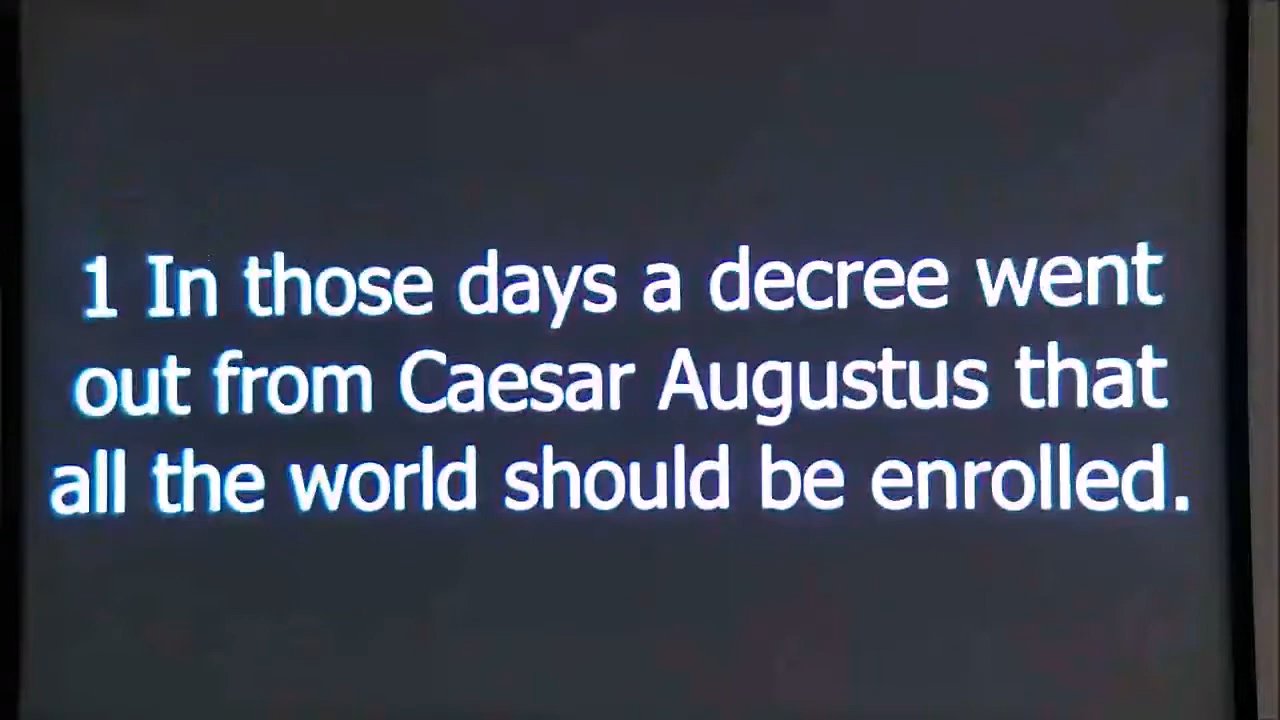 1 In those days a decree went
out from Caesar Augustus that
all the world should be enrolled.